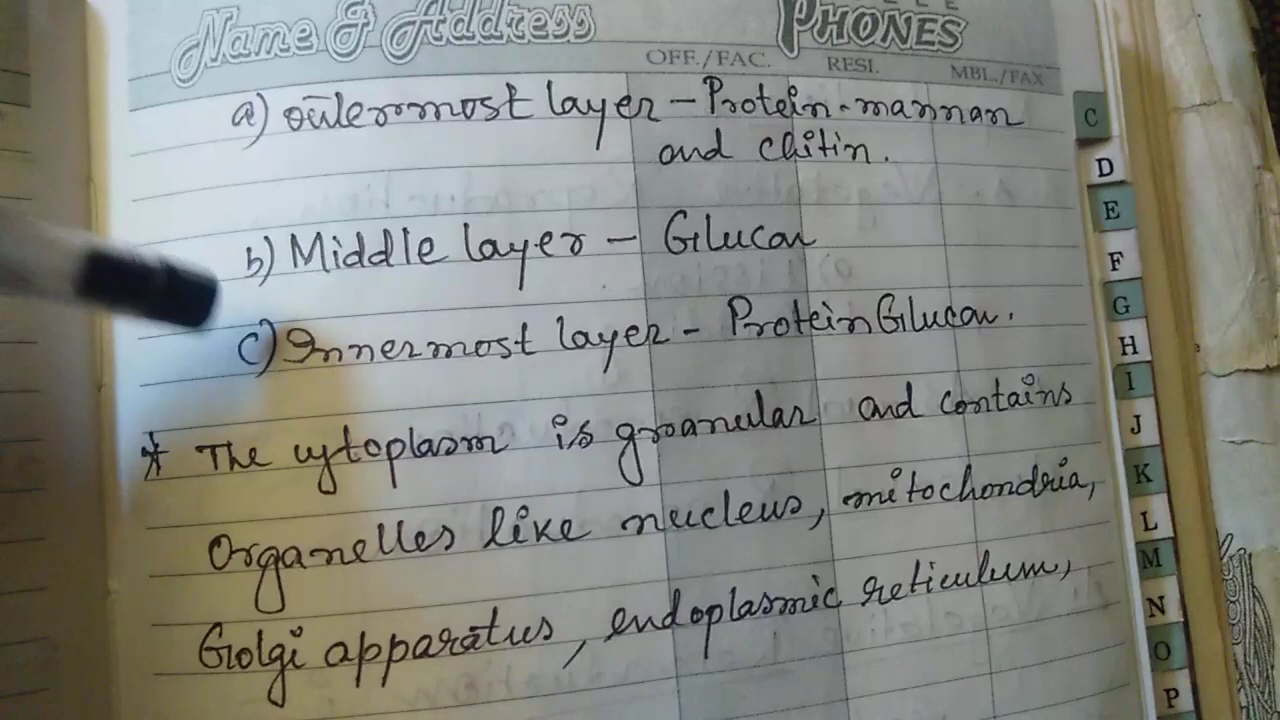 Name & Address PHONES
OFF./FAC. RESI. MBL./FAX
a) outermost layer - Protein-mannan
and chitin.
b) Middle layer - Glucan
c) Innermost layer - Protein Glucan.
* The cytoplasm is granular and contains
Organelles like nucleus, mitochondria,
Golgi apparatus, endoplasmic reticulum,
C
D
E
F
G
H
I
J
K
L
M
N
O
P